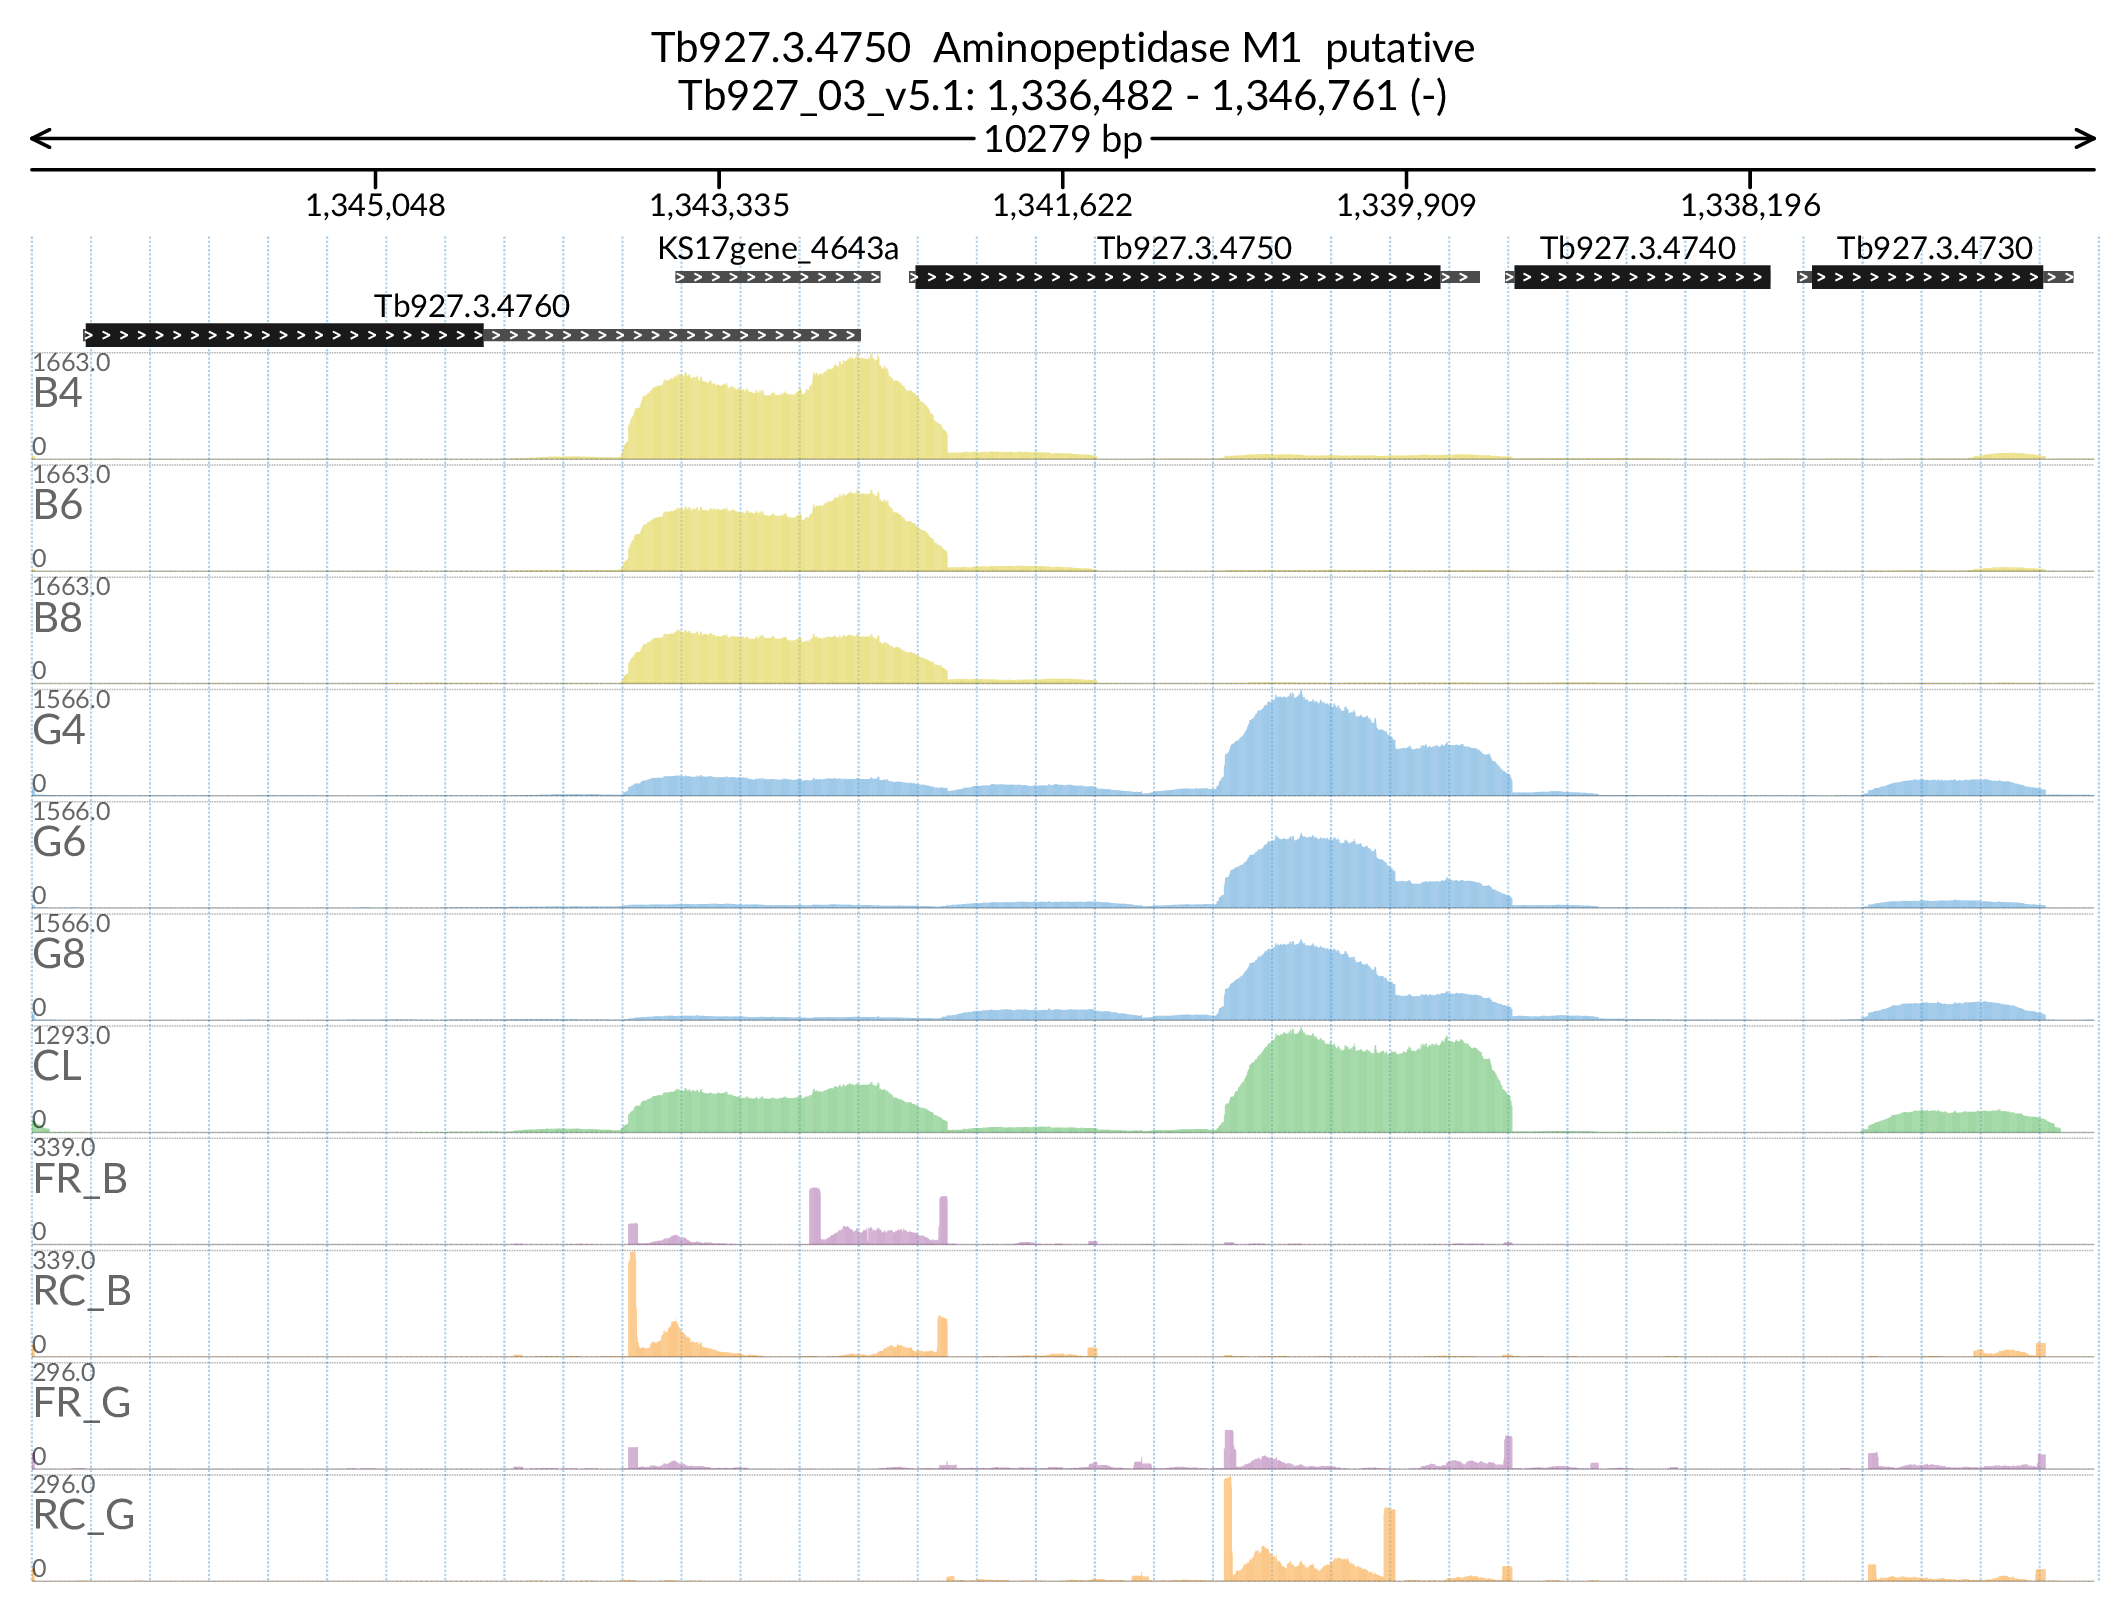 Tb927.3.4750 Aminopeptidase M1 putative
Tb927_03_v5.1: 1,336,482 - 1,346,761 (-)
10279 bp
1,345,048 1,343,335 1,341,622 1,339,909 1,338,196
KS17gene_4643a Tb927.3.4750 Tb927.3.4740 Tb927.3.4730
Tb927.3.4760
1663.0
B4
0
1663.0
B6
0
1663.0
B8
0
1566.0
G4
0
1566.0
G6
0
1566.0
G8
0
1293.0
CL
0
339.0
FR_B
0
339.0
RC_B
0
296.0
FR_G
0
296.0
RC_G
0